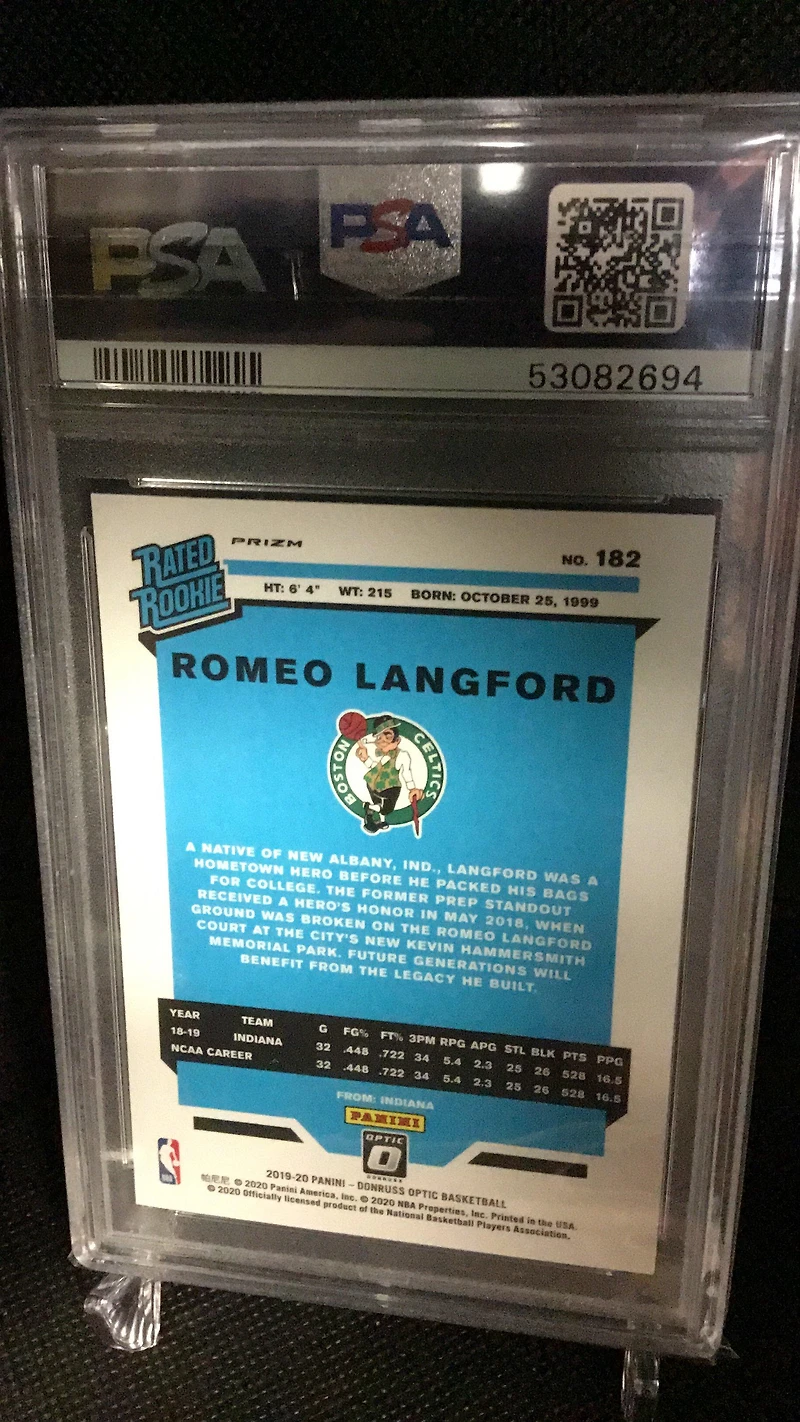 PSA
PSA
53082694
RATED ROOKIE
PRIZM
NO. 182
HT: 6' 4" WT: 215 BORN: OCTOBER 25, 1999
ROMEO LANGFORD
BOSTON CELTICS
A NATIVE OF NEW ALBANY, IND., LANGFORD WAS A
HOMETOWN HERO BEFORE HE PACKED HIS BAGS
FOR COLLEGE. THE FORMER PREP STANDOUT
RECEIVED A HERO'S HONOR IN MAY 2018, WHEN
GROUND WAS BROKEN ON THE ROMEO LANGFORD
COURT AT THE CITY'S NEW KEVIN HAMMERSMITH
MEMORIAL PARK. FUTURE GENERATIONS WILL
BENEFIT FROM THE LEGACY HE BUILT.
YEAR TEAM G FG% FT% 3PM RPG APG STL BLK PTS PPG
18-19 INDIANA 32 .448 .722 34 5.4 2.3 25 26 528 16.5
NCAA CAREER 32 .448 .722 34 5.4 2.3 25 26 528 16.5
FROM: INDIANA
PANINI
OPTIC
DONRUSS
2019-20 PANINI – DONRUSS OPTIC BASKETBALL
帕尼尼 © 2020 Panini America, Inc. © 2020 NBA Properties, Inc. Printed in the USA.
© 2020 Officially licensed product of the National Basketball Players Association.